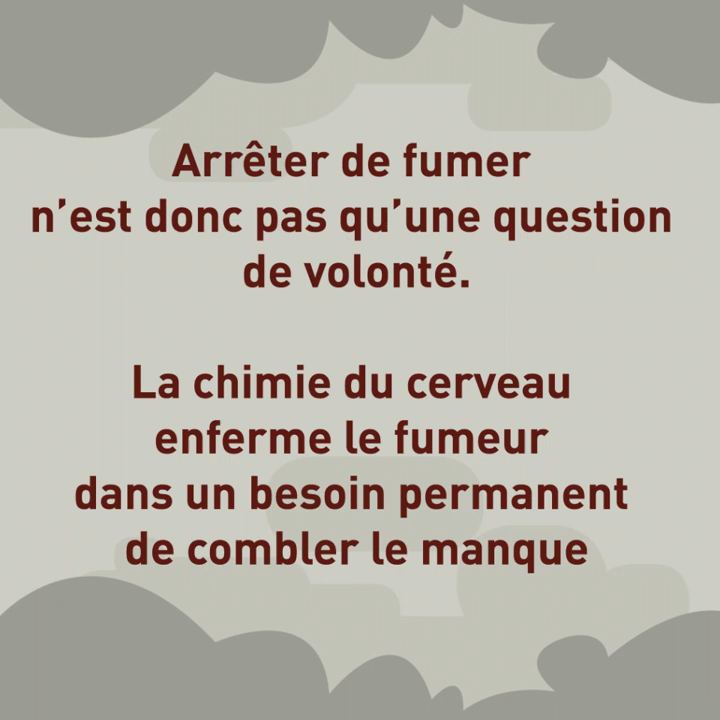 Arrêter de fumer
n’est donc pas qu’une question
de volonté.
La chimie du cerveau
enferme le fumeur
dans un besoin permanent
de combler le manque